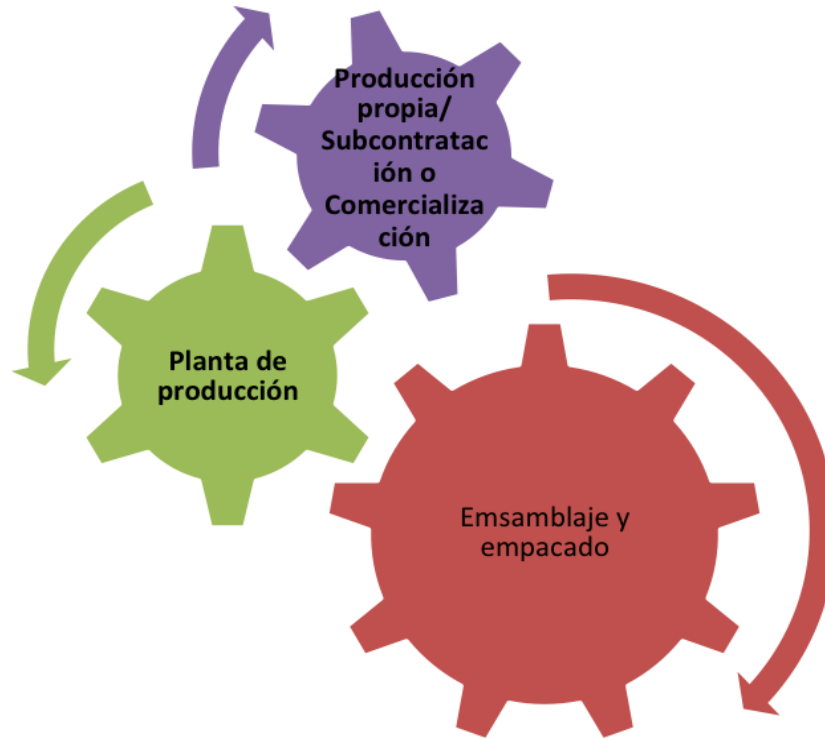 Producción
propia/
Subcontratac
ión o
Comercializa
ción
Planta de
producción
Emsamblaje y
empacado